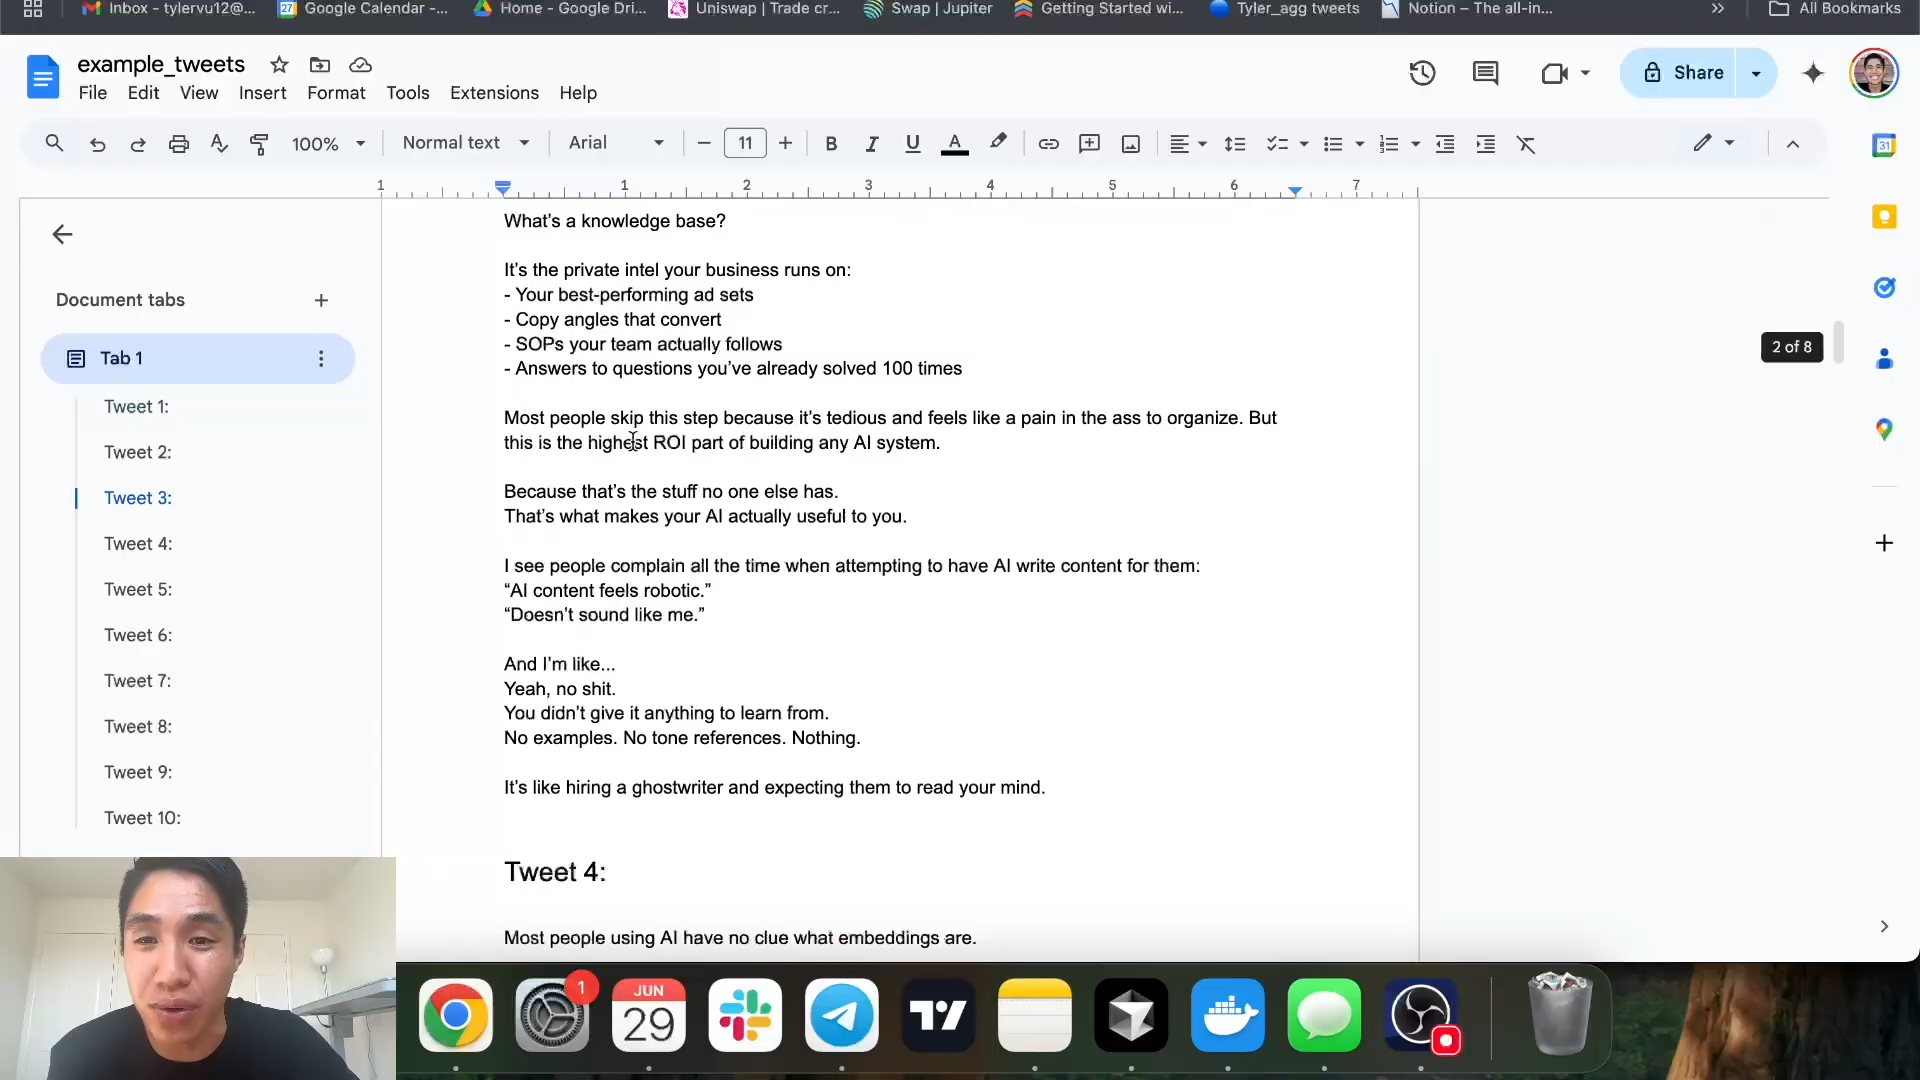 Inbox - tylervu12@...
Google Calendar -...
Home - Google Dri...
Uniswap | Trade cr...
Swap | Jupiter
Getting Started wi...
Tyler_agg tweets
Notion – The all-in...
All Bookmarks
example_tweets
Share
File Edit View Insert Format Tools Extensions Help
100% Normal text Arial 11
1 1 2 3 4 5 6 7
31
Document tabs
Tab 1
Tweet 1:
Tweet 2:
Tweet 3:
Tweet 4:
Tweet 5:
Tweet 6:
Tweet 7:
Tweet 8:
Tweet 9:
Tweet 10:
What's a knowledge base?
It's the private intel your business runs on:
- Your best-performing ad sets
- Copy angles that convert
- SOPs your team actually follows
- Answers to questions you've already solved 100 times
Most people skip this step because it's tedious and feels like a pain in the ass to organize. But
this is the highest ROI part of building any AI system.
Because that's the stuff no one else has.
That's what makes your AI actually useful to you.
I see people complain all the time when attempting to have AI write content for them:
“AI content feels robotic.”
“Doesn't sound like me.”
And I'm like...
Yeah, no shit.
You didn't give it anything to learn from.
No examples. No tone references. Nothing.
It's like hiring a ghostwriter and expecting them to read your mind.
Tweet 4:
Most people using AI have no clue what embeddings are.
2 of 8
1
JUN
29